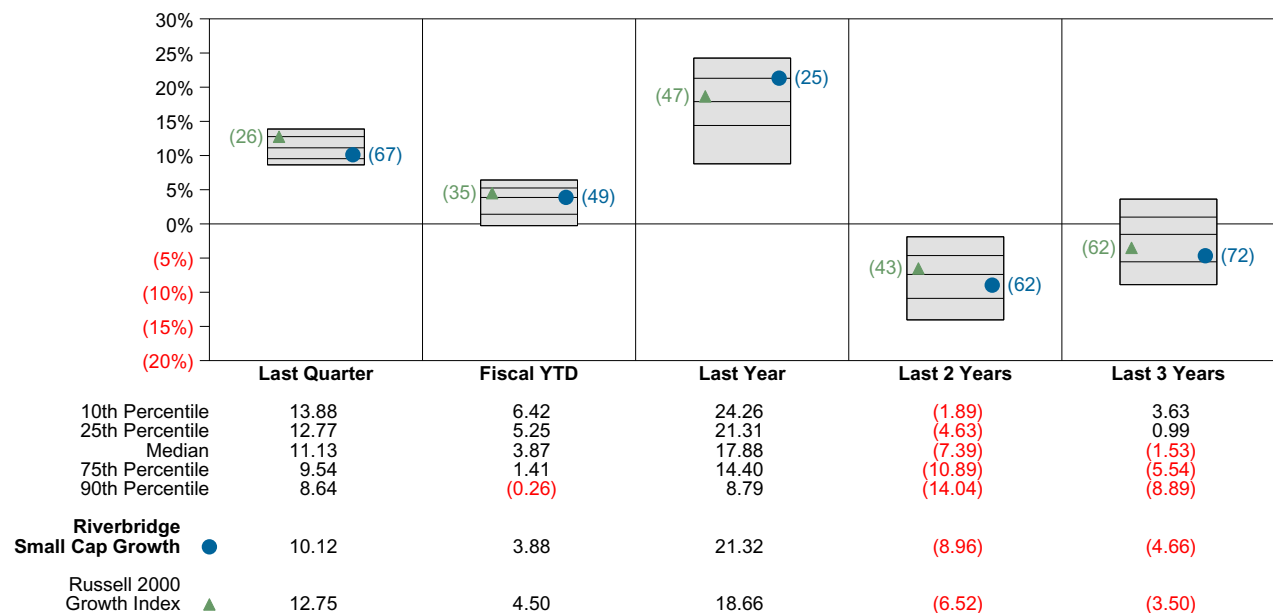 30%
25%
20%
15%
10%
5%
0%
(5%)
(10%)
(15%)
(20%)
(26)
(67)
(35)
(49)
(47)
(25)
(43)
(62)
(62)
(72)
Last Quarter Fiscal YTD Last Year Last 2 Years Last 3 Years
10th Percentile 13.88 6.42 24.26 (1.89) 3.63
25th Percentile 12.77 5.25 21.31 (4.63) 0.99
Median 11.13 3.87 17.88 (7.39) (1.53)
75th Percentile 9.54 1.41 14.40 (10.89) (5.54)
90th Percentile 8.64 (0.26) 8.79 (14.04) (8.89)
Riverbridge
Small Cap Growth 10.12 3.88 21.32 (8.96) (4.66)
Russell 2000
Growth Index 12.75 4.50 18.66 (6.52) (3.50)